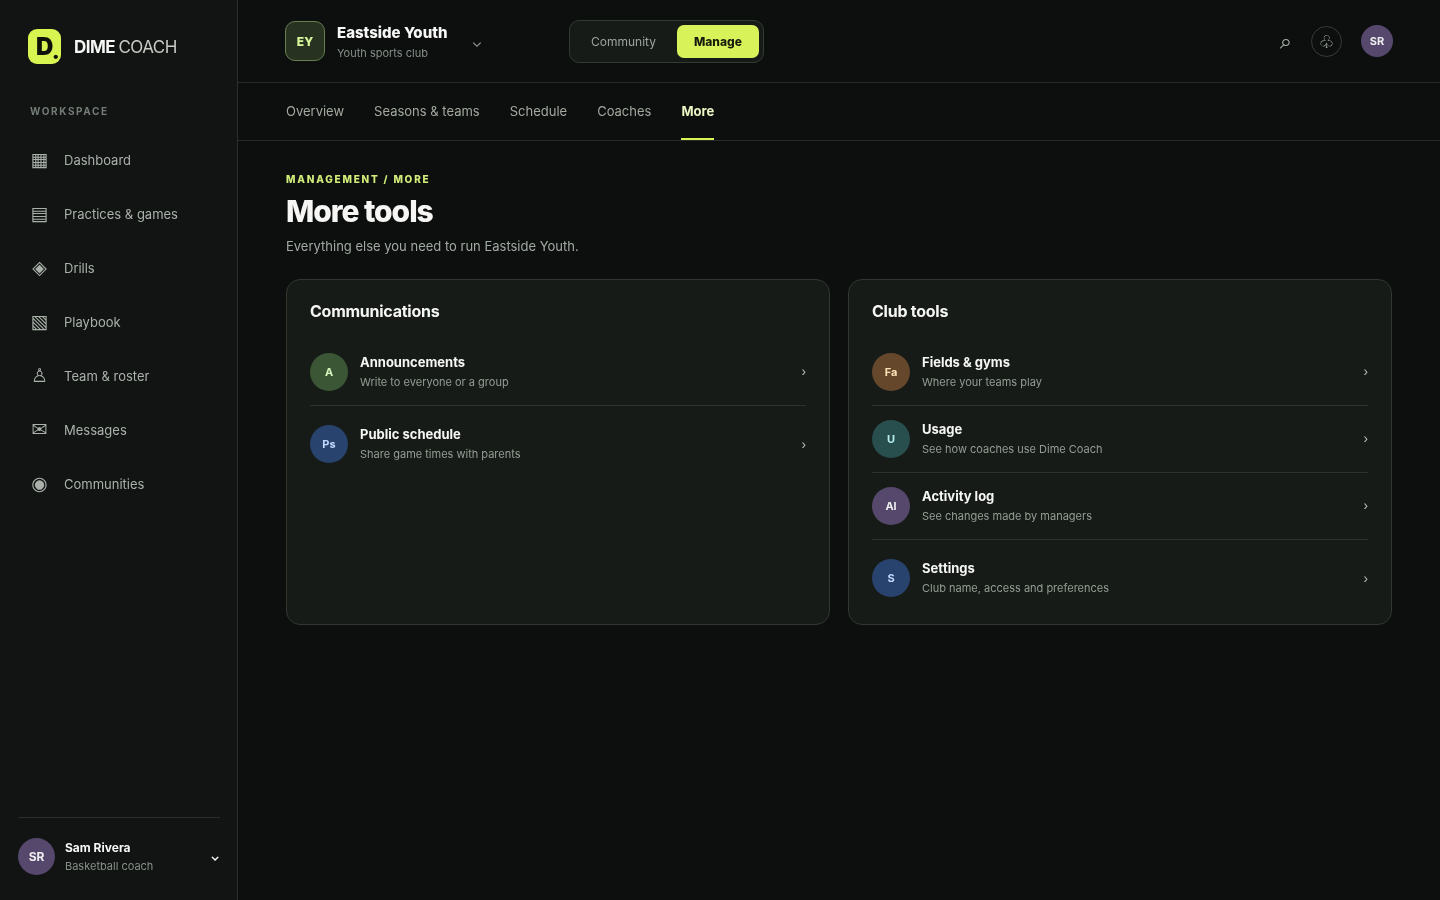 D.
DIME COACH
WORKSPACE
Dashboard
Practices & games
Drills
Playbook
Team & roster
Messages
Communities
SR
Sam Rivera
Basketball coach
EY
Eastside Youth
Youth sports club
Community
Manage
SR
Overview
Seasons & teams
Schedule
Coaches
More
MANAGEMENT / MORE
More tools
Everything else you need to run Eastside Youth.
Communications
A
Announcements
Write to everyone or a group
Ps
Public schedule
Share game times with parents
Club tools
Fa
Fields & gyms
Where your teams play
U
Usage
See how coaches use Dime Coach
Al
Activity log
See changes made by managers
S
Settings
Club name, access and preferences